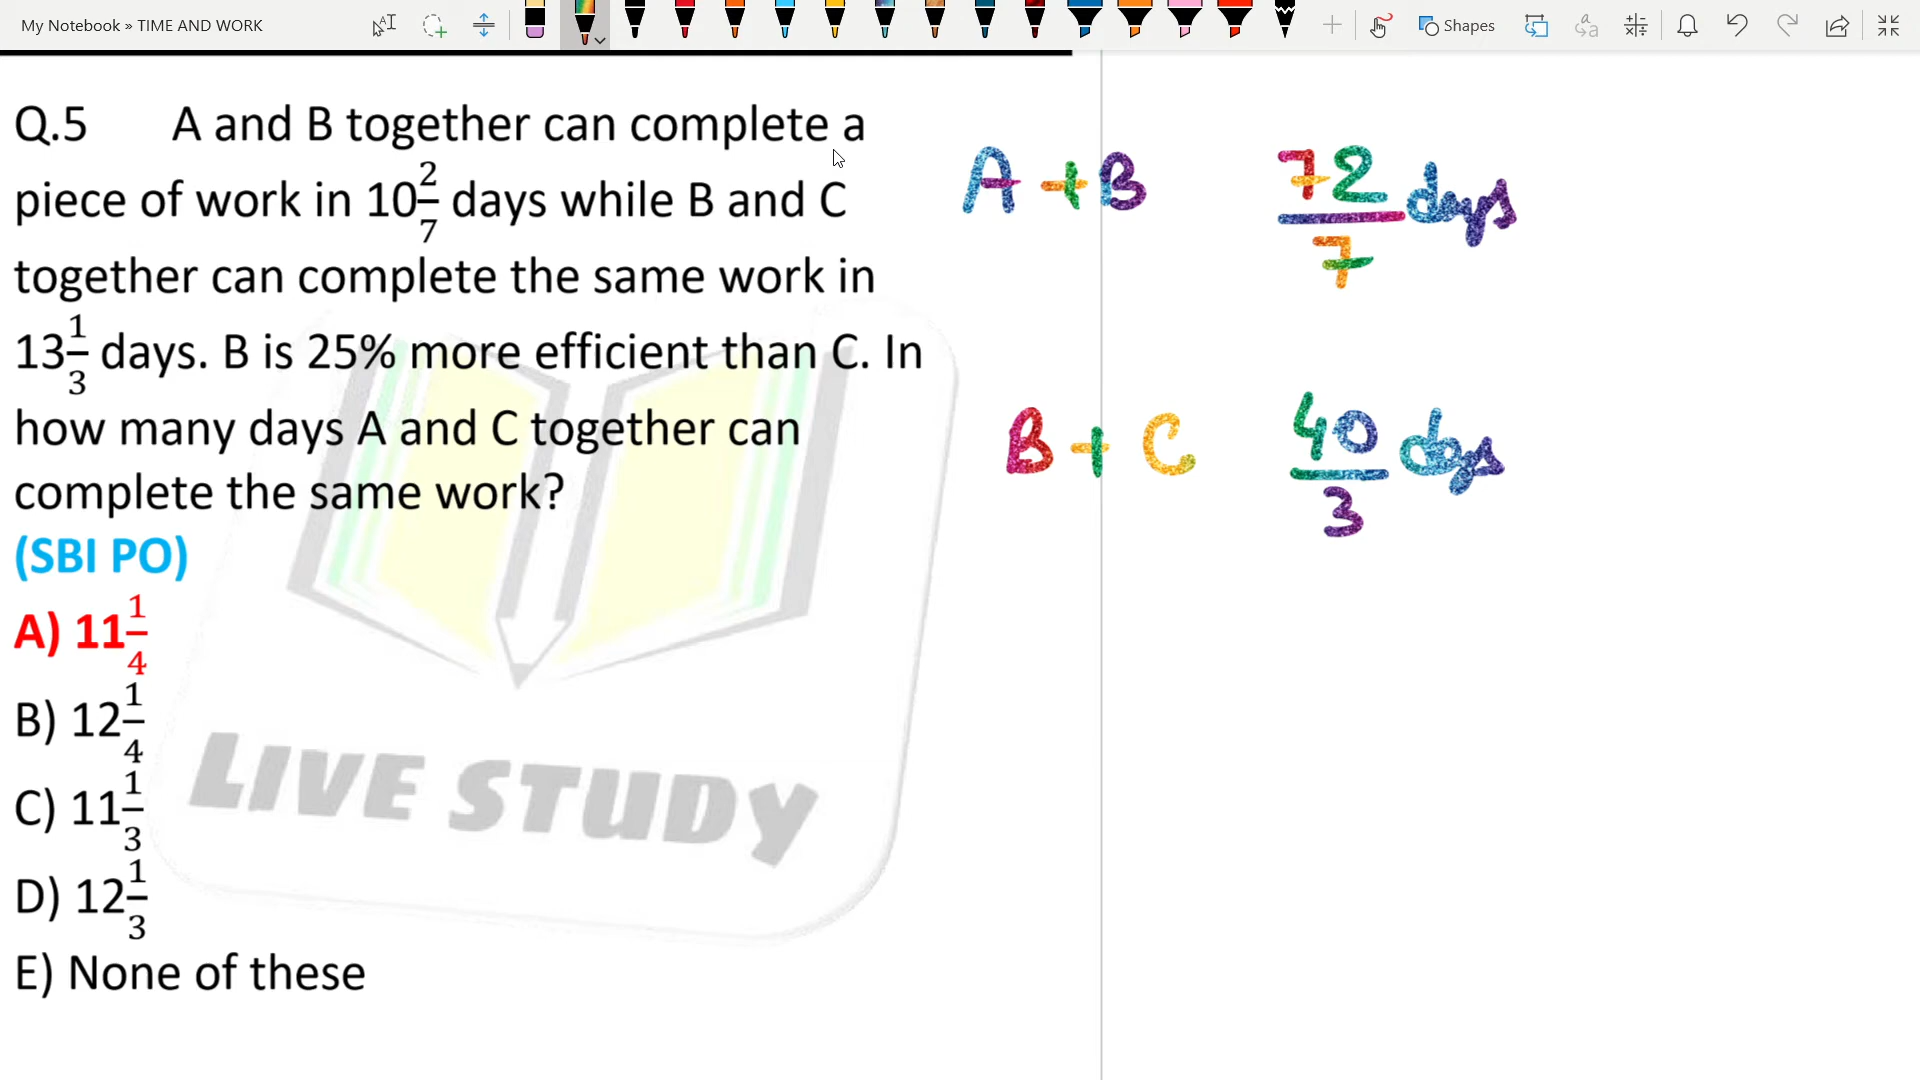 My Notebook » TIME AND WORK
Shapes
Q.5 A and B together can complete a
piece of work in 10 2/7 days while B and C
together can complete the same work in
13 1/3 days. B is 25% more efficient than C. In
how many days A and C together can
complete the same work?
(SBI PO)
A) 11 1/4
B) 12 1/4
C) 11 1/3
D) 12 1/3
E) None of these
LIVE STUDY
A + B 72/7 days
B + C 40/3 days